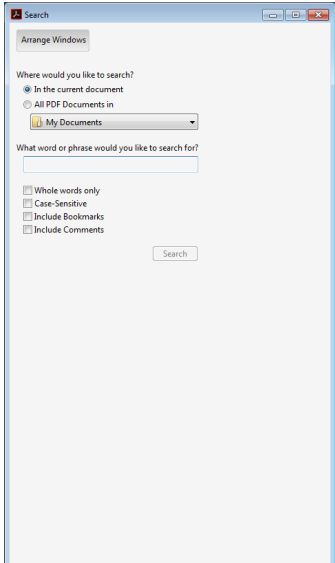 Search
Arrange Windows
Where would you like to search?
In the current document
All PDF Documents in
My Documents
What word or phrase would you like to search for?
Whole words only
Case-Sensitive
Include Bookmarks
Include Comments
Search